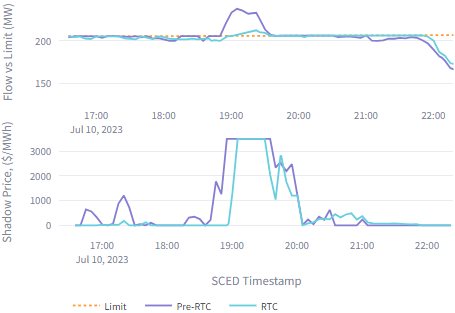 Flow vs Limit (MW)
200
150
17:00 18:00 19:00 20:00 21:00 22:00
Jul 10, 2023
Shadow Price, ($/MWh)
3000
2000
1000
0
17:00 18:00 19:00 20:00 21:00 22:00
Jul 10, 2023
SCED Timestamp
Limit Pre-RTC RTC